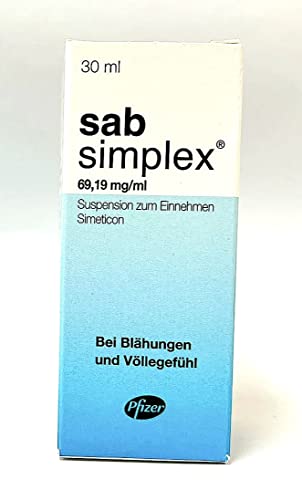 30 ml
sab
simplex®
69,19 mg/ml
Suspension zum Einnehmen
Simeticon
Bei Blähungen
und Völlegefühl
Pfizer